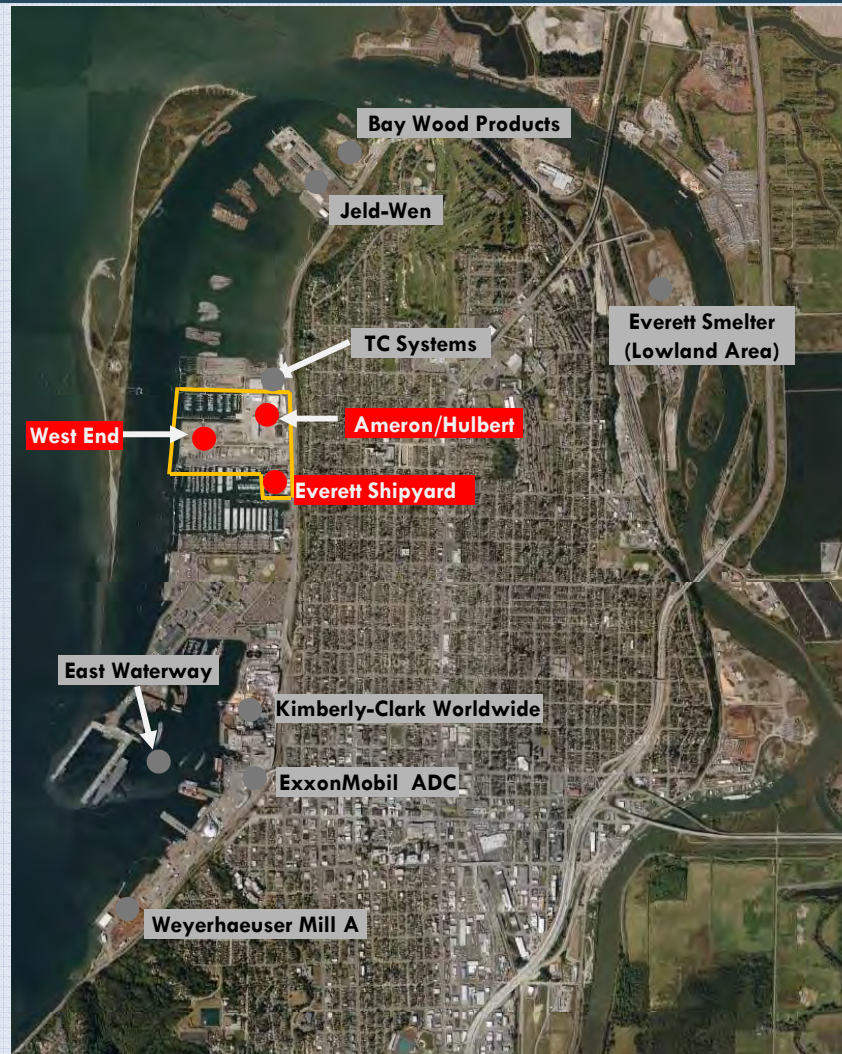 Bay Wood Products
Jeld-Wen
Everett Smelter
(Lowland Area)
TC Systems
Ameron/Hulbert
West End
Everett Shipyard
East Waterway
Kimberly-Clark Worldwide
ExxonMobil ADC
Weyerhaeuser Mill A